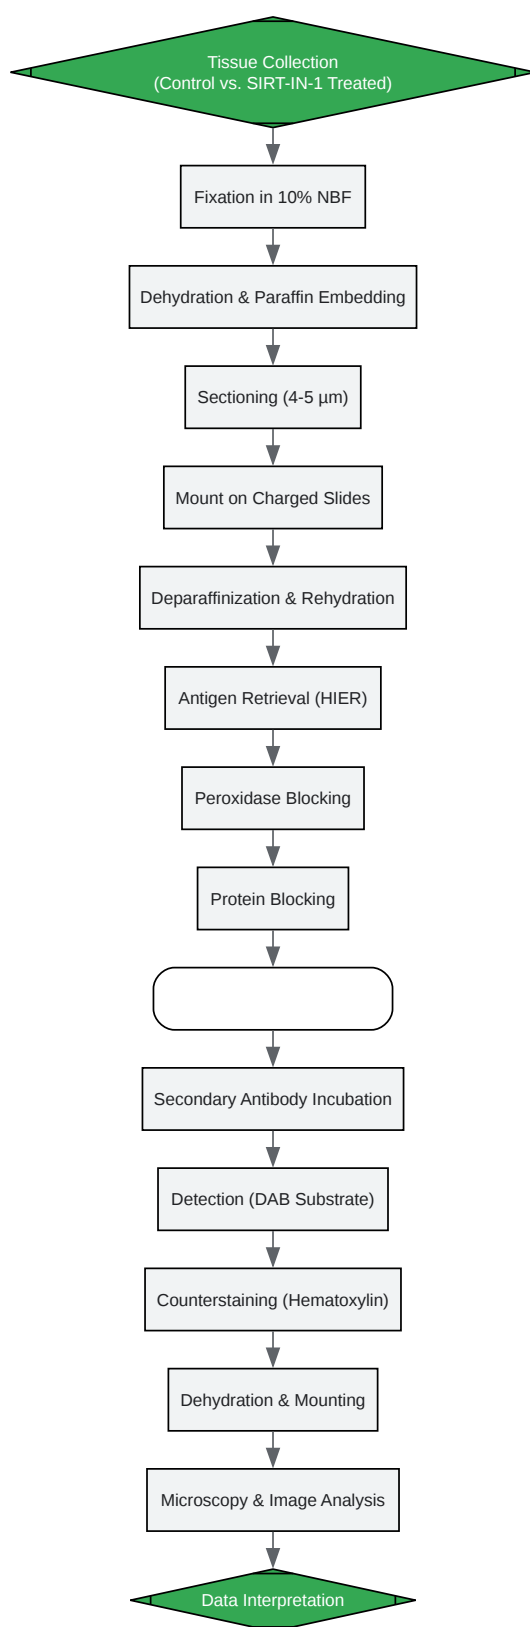 Tissue Collection
(Control vs. SIRT-IN-1 Treated)
Fixation in 10% NBF
Dehydration & Paraffin Embedding
Sectioning (4-5 µm)
Mount on Charged Slides
Deparaffinization & Rehydration
Antigen Retrieval (HIER)
Peroxidase Blocking
Protein Blocking
Secondary Antibody Incubation
Detection (DAB Substrate)
Counterstaining (Hematoxylin)
Dehydration & Mounting
Microscopy & Image Analysis
Data Interpretation